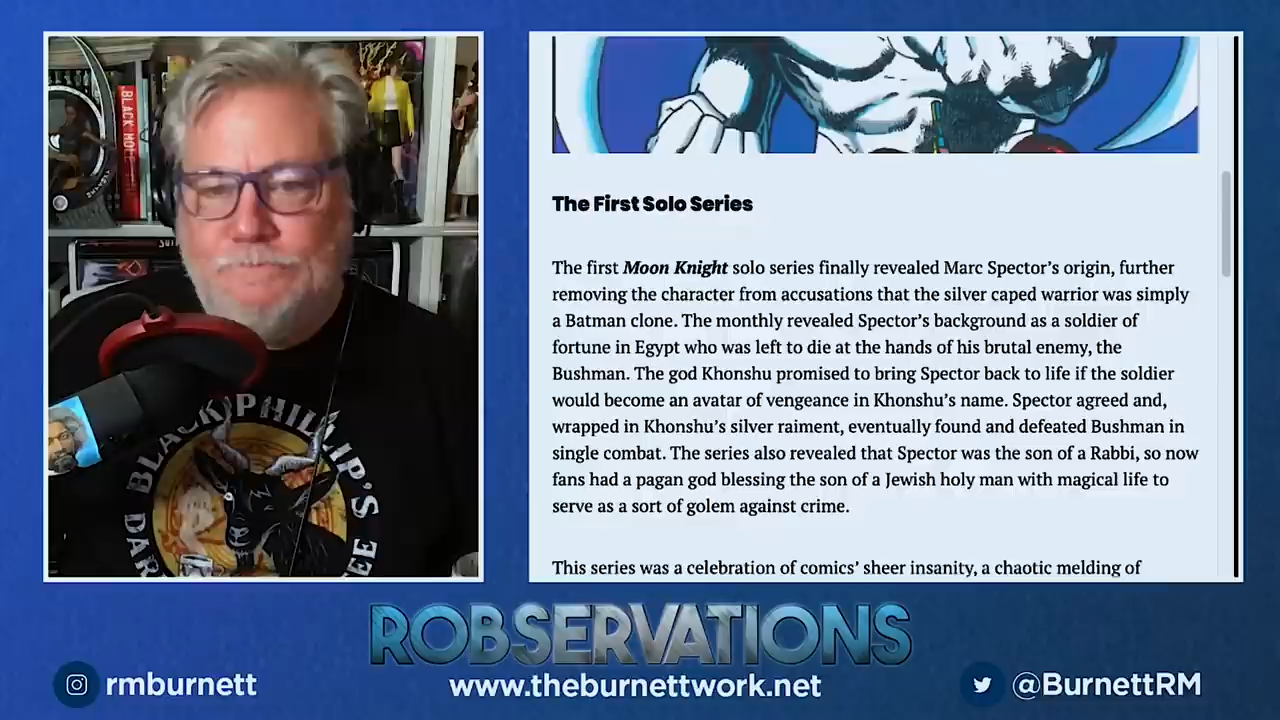 BLACK HOLE
BLACK PHILLIP'S
DAR
EE
The First Solo Series
The first Moon Knight solo series finally revealed Marc Spector’s origin, further
removing the character from accusations that the silver caped warrior was simply
a Batman clone. The monthly revealed Spector’s background as a soldier of
fortune in Egypt who was left to die at the hands of his brutal enemy, the
Bushman. The god Khonshu promised to bring Spector back to life if the soldier
would become an avatar of vengeance in Khonshu’s name. Spector agreed and,
wrapped in Khonshu’s silver raiment, eventually found and defeated Bushman in
single combat. The series also revealed that Spector was the son of a Rabbi, so now
fans had a pagan god blessing the son of a Jewish holy man with magical life to
serve as a sort of golem against crime.
This series was a celebration of comics’ sheer insanity, a chaotic melding of
ROBSERVATIONS
rmburnett
www.theburnettwork.net
@BurnettRM